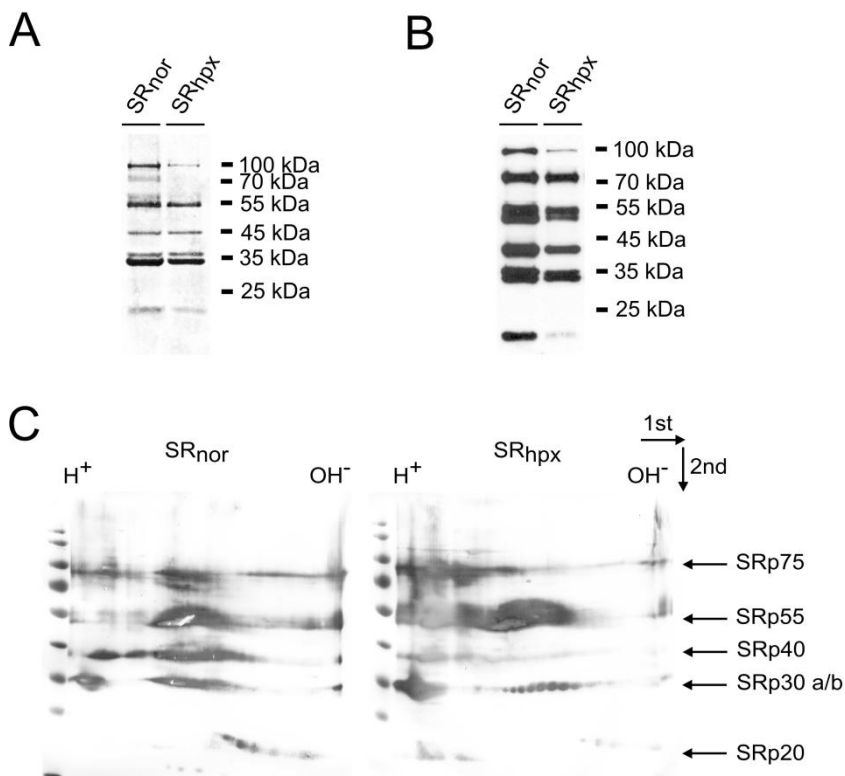 A
SRnor
SRhpx
100 kDa
70 kDa
55 kDa
45 kDa
35 kDa
25 kDa
B
SRnor
SRhpx
100 kDa
70 kDa
55 kDa
45 kDa
35 kDa
25 kDa
C
SRnor
H+
OH-
SRhpx
H+
OH-
1st
2nd
SRp75
SRp55
SRp40
SRp30 a/b
SRp20